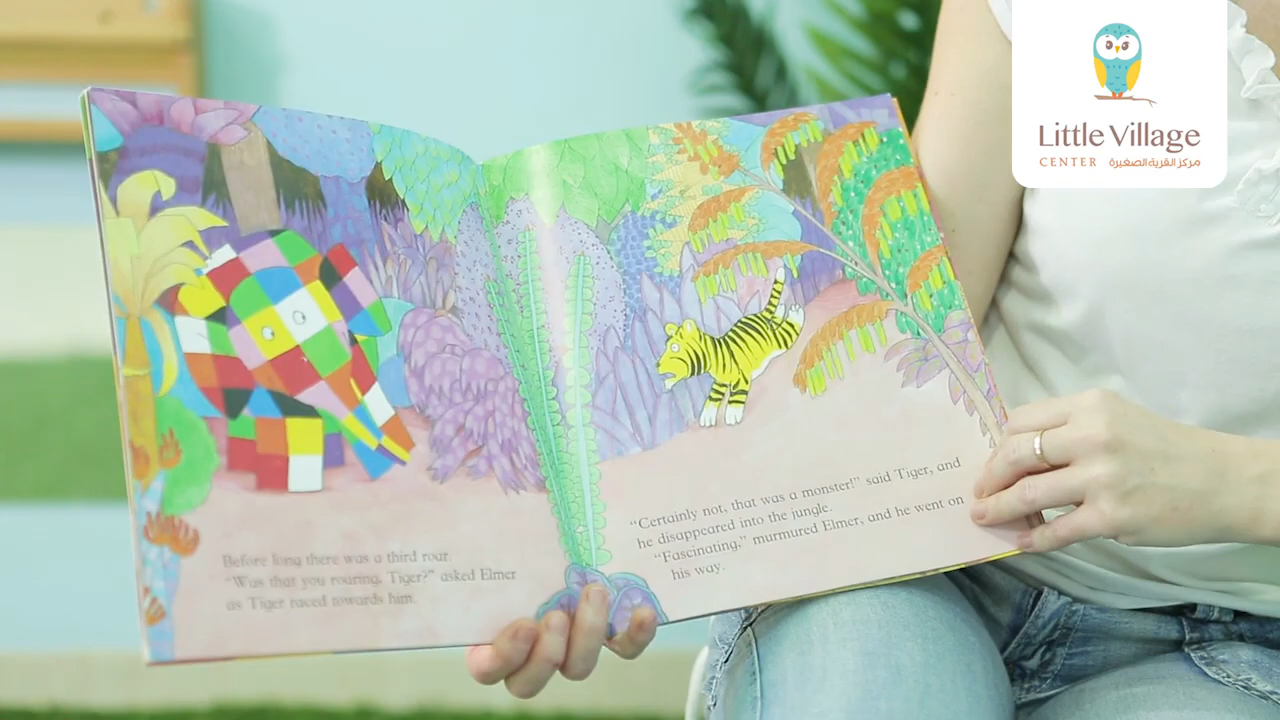 Little Village
CENTER مركز القرية الصغيرة
Before long there was a third roar.
"Was that you roaring, Tiger?" asked Elmer
as Tiger raced towards him.
"Certainly not, that was a monster!" said Tiger, and
he disappeared into the jungle.
"Fascinating," murmured Elmer, and he went on
his way.